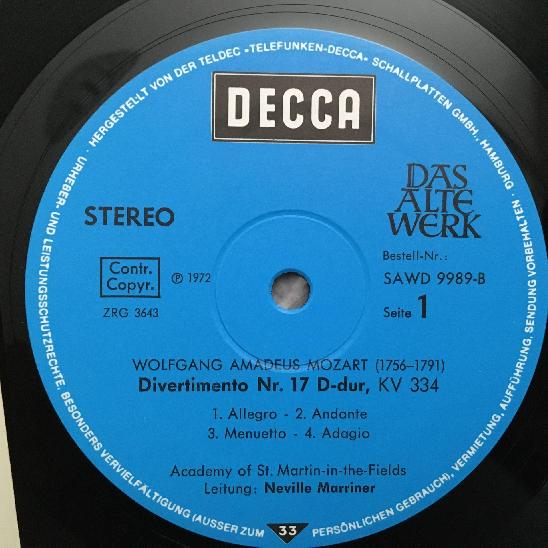 · HERGESTELLT VON DER TELDEC »TELEFUNKEN-DECCA« SCHALLPLATTEN GMBH., HAMBURG ·
URHEBER- UND LEISTUNGSSCHUTZRECHTE, BESONDERS VERVIELFÄLTIGUNG (AUSSER ZUM PERSÖNLICHEN GEBRAUCH), VERMIETUNG, AUFFÜHRUNG, SENDUNG VORBEHALTEN
DECCA
DAS
ALTE
WERK
STEREO
Bestell-Nr.:
SAWD 9989-B
Seite 1
Contr.
Copyr.
℗ 1972
ZRG 3643
WOLFGANG AMADEUS MOZART (1756–1791)
Divertimento Nr. 17 D-dur, KV 334
1. Allegro - 2. Andante
3. Menuetto - 4. Adagio
Academy of St. Martin-in-the-Fields
Leitung: Neville Marriner
33